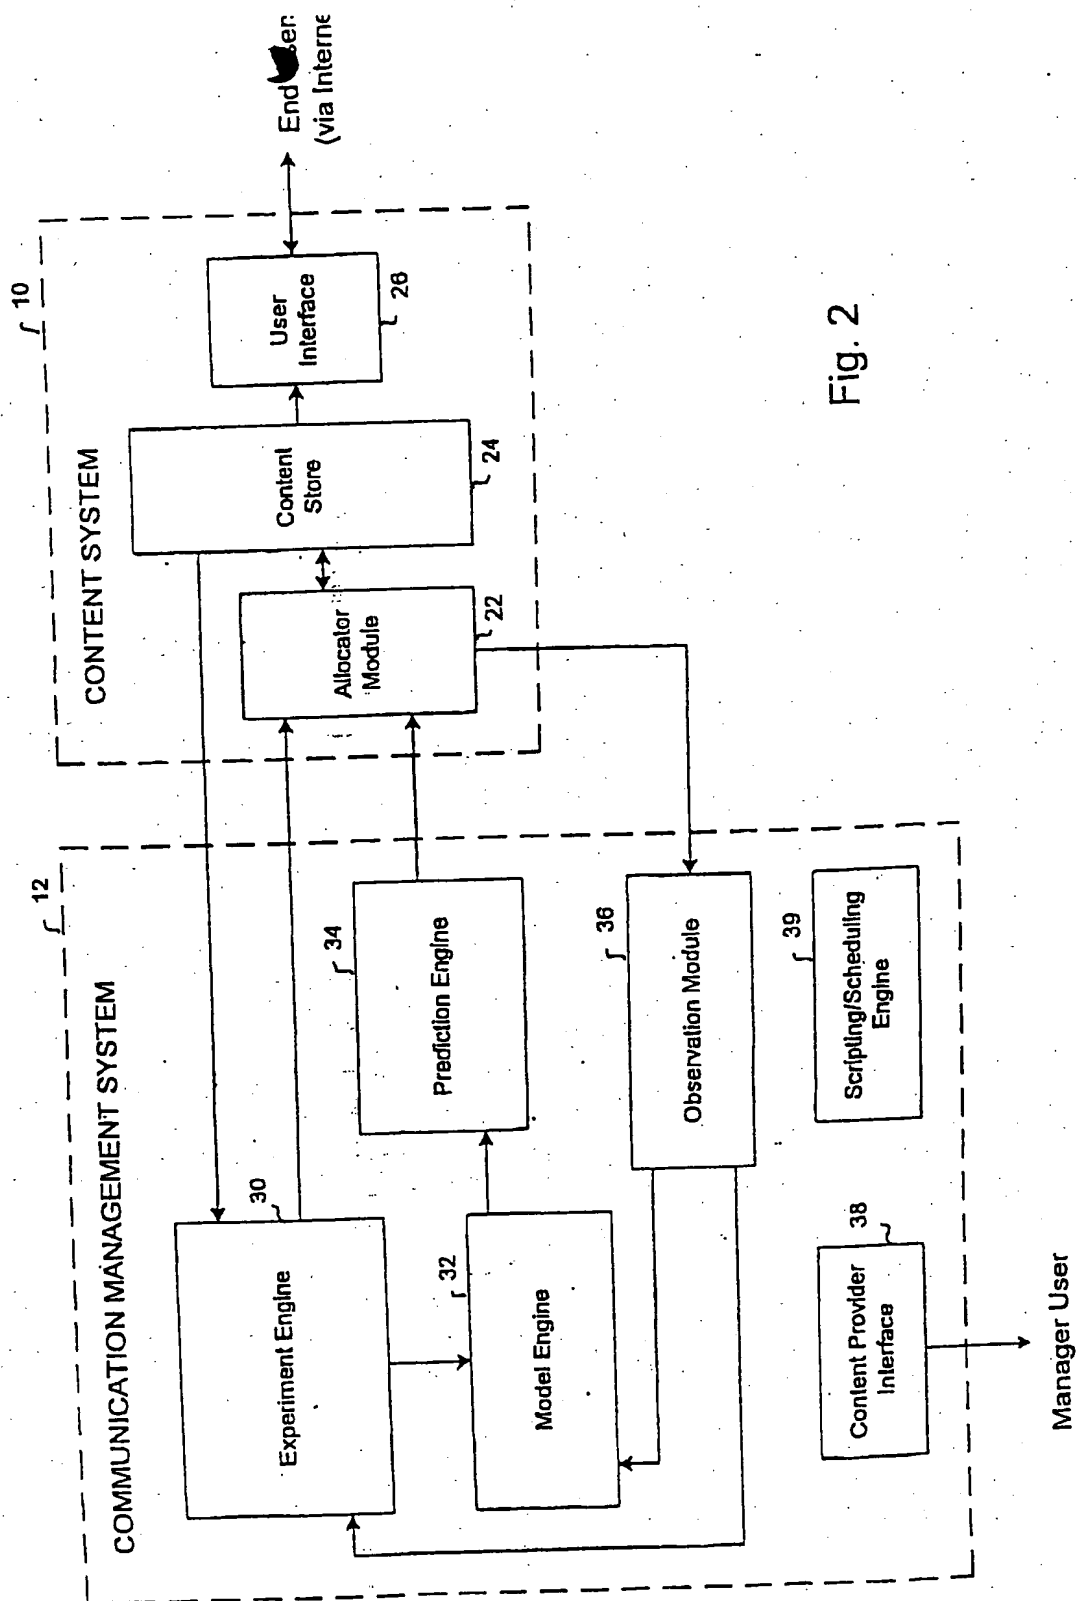 COMMUNICATION MANAGEMENT SYSTEM
12
Experiment Engine
30
Model Engine
32
Prediction Engine
34
Observation Module
36
Content Provider
Interface
38
Scripting/Scheduling
Engine
39
Manager User
CONTENT SYSTEM
10
Allocator
Module
22
Content
Store
24
User
Interface
26
End
(via Interne
Fig. 2